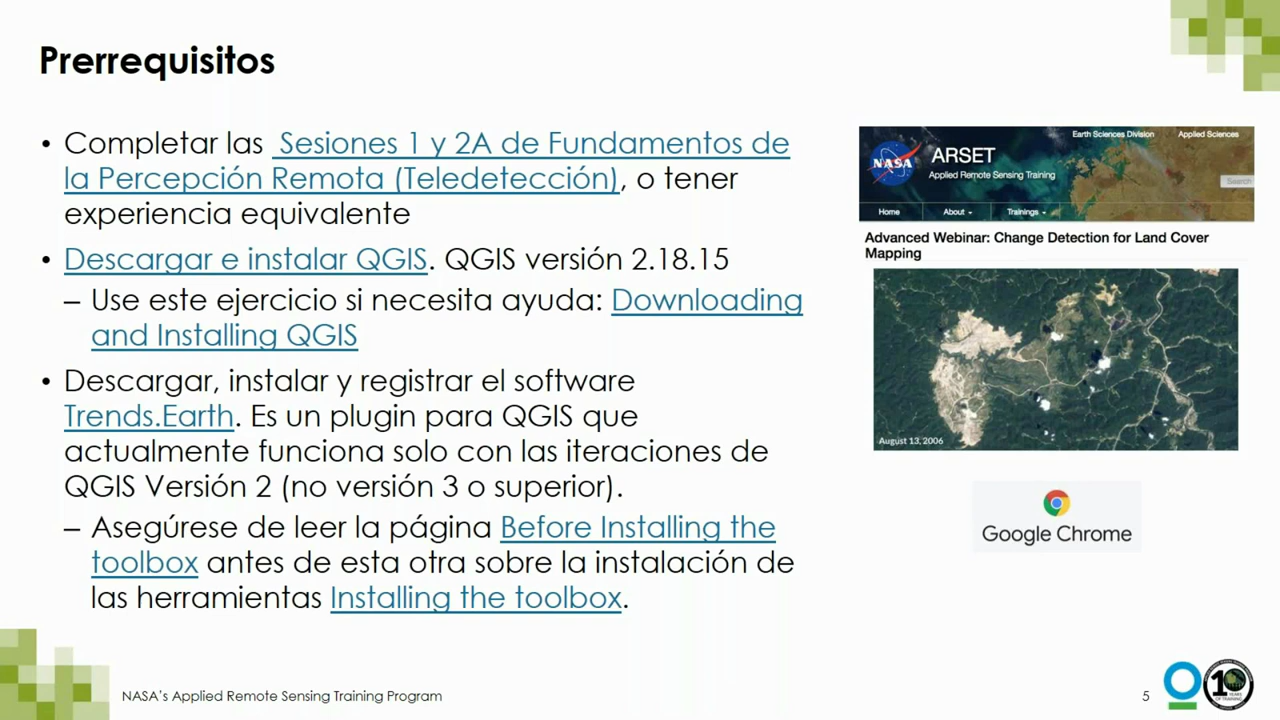 Prerrequisitos
• Completar las Sesiones 1 y 2A de Fundamentos de
la Percepción Remota (Teledetección), o tener
experiencia equivalente
• Descargar e instalar QGIS. QGIS versión 2.18.15
– Use este ejercicio si necesita ayuda: Downloading
and Installing QGIS
• Descargar, instalar y registrar el software
Trends.Earth. Es un plugin para QGIS que
actualmente funciona solo con las iteraciones de
QGIS Versión 2 (no versión 3 o superior).
– Asegúrese de leer la página Before Installing the
toolbox antes de esta otra sobre la instalación de
las herramientas Installing the toolbox.
Earth Sciences Division Applied Sciences
NASA
ARSET
Applied Remote Sensing Training
Search
Home About Trainings
Advanced Webinar: Change Detection for Land Cover
Mapping
August 13, 2006
Google Chrome
NASA's Applied Remote Sensing Training Program
5
10
YEARS
OF TRAINING